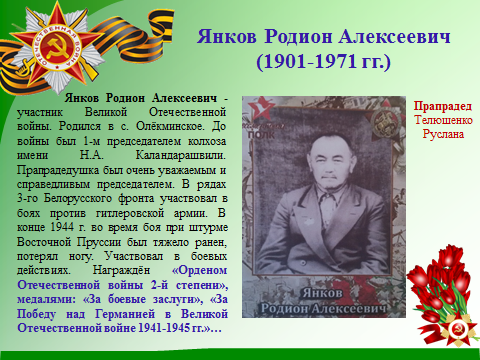 ОТЕЧЕСТВЕННАЯ ВОЙНА
Янков Родион Алексеевич
(1901-1971 гг.)
Янков Родион Алексеевич -
участник Великой Отечественной
войны. Родился в с. Олёкминское. До
войны был 1-м председателем колхоза
имени Н.А. Каландарашвили.
Прапрадедушка был очень уважаемым и
справедливым председателем. В рядах
3-го Белорусского фронта участвовал в
боях против гитлеровской армии. В
конце 1944 г. во время боя при штурме
Восточной Пруссии был тяжело ранен,
потерял ногу. Участвовал в боевых
действиях. Награждён «Орденом
Отечественной войны 2-й степени»,
медалями: «За боевые заслуги», «За
Победу над Германией в Великой
Отечественной войне 1941-1945 гг.»…
ПОЛК
Янков
Родион Алексеевич
Прапрадед
Телюшенко
Руслана